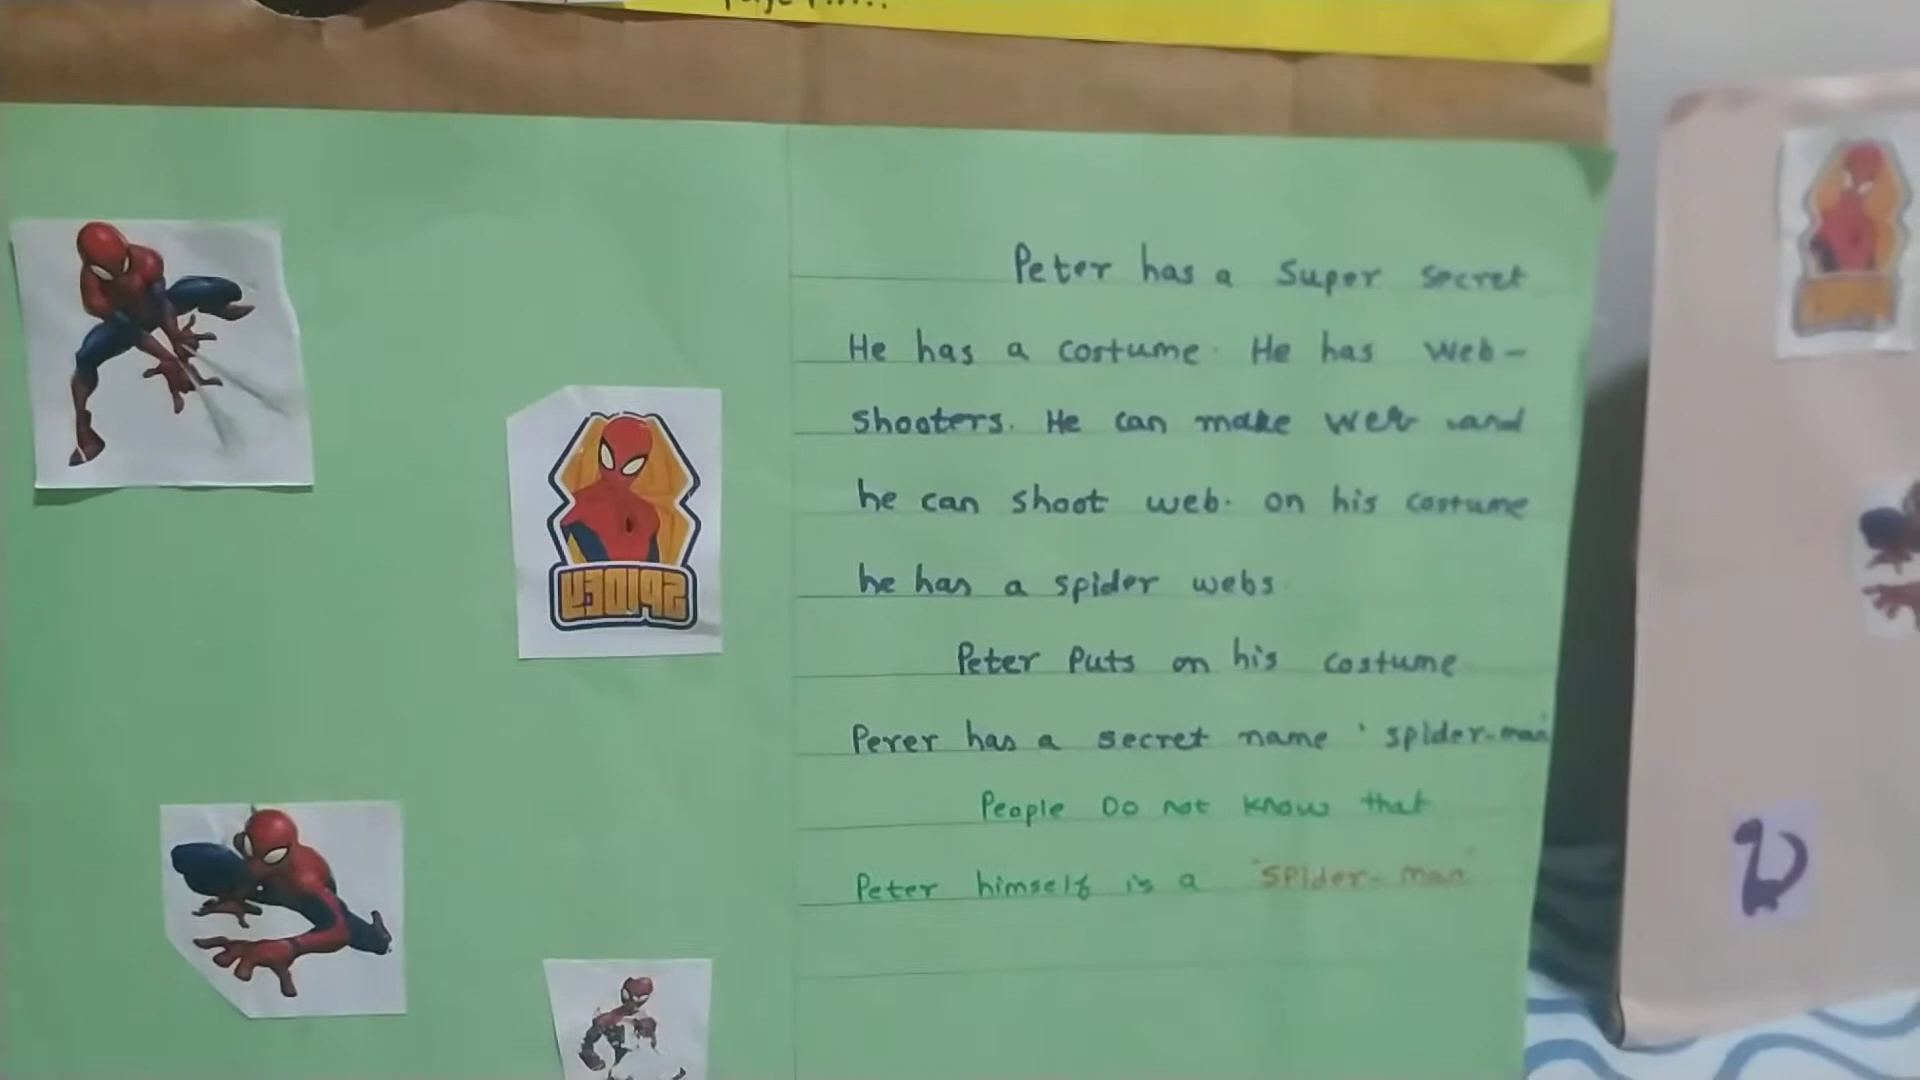 Peter has a Super Secret
He has a costume. He has web-
shooters. He can make web and
he can shoot web. on his costume
he has a spider webs
Peter Puts on his costume
Perer has a secret name 'spider-man'
People Do not know that
Peter himself is a 'SPIder-man'